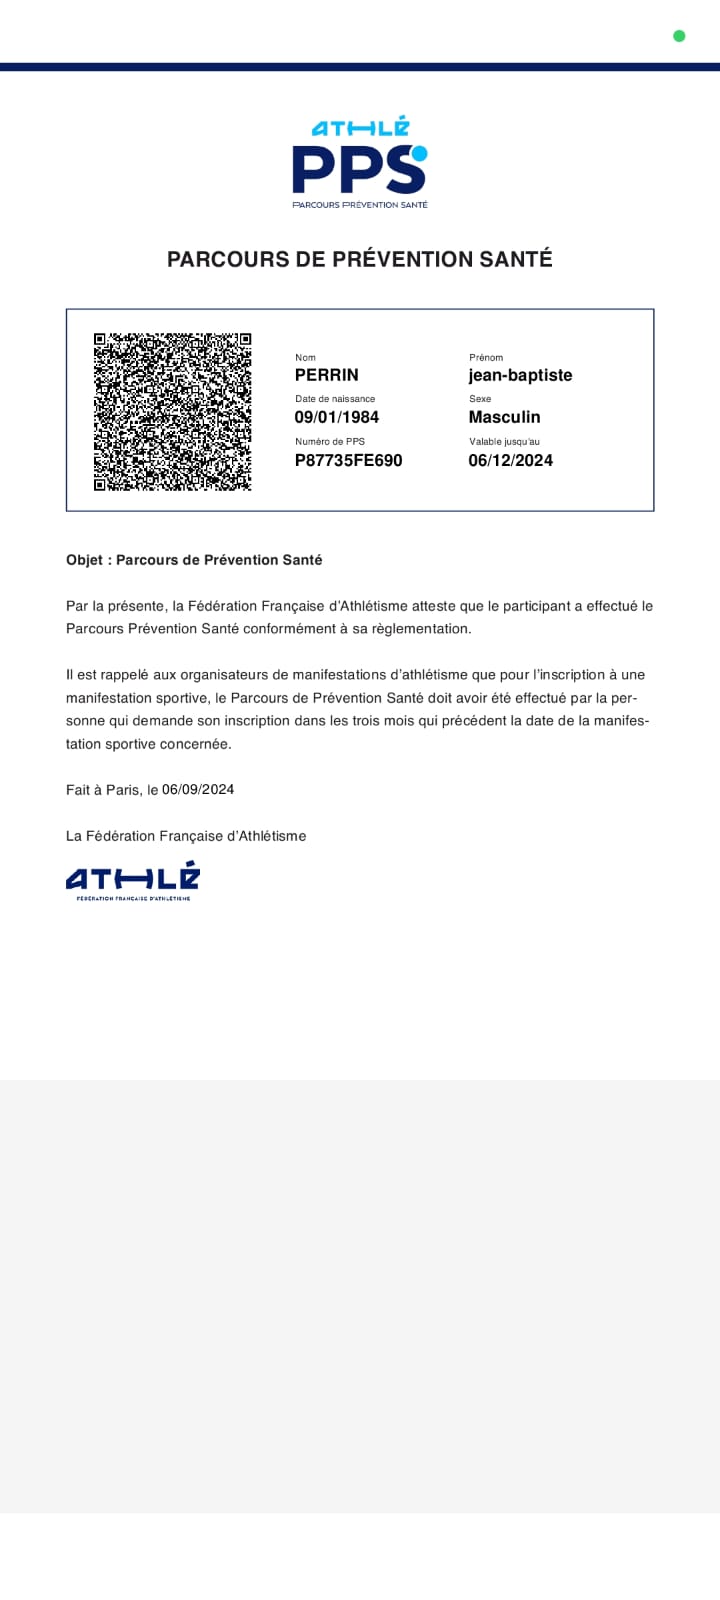 ATHLÉ
PPS
PARCOURS PRÉVENTION SANTÉ
PARCOURS DE PRÉVENTION SANTÉ
Nom
PERRIN
Prénom
jean-baptiste
Date de naissance
09/01/1984
Sexe
Masculin
Numéro de PPS
P87735FE690
Valable jusqu'au
06/12/2024
Objet : Parcours de Prévention Santé
Par la présente, la Fédération Française d'Athlétisme atteste que le participant a effectué le
Parcours Prévention Santé conformément à sa règlementation.
Il est rappelé aux organisateurs de manifestations d'athlétisme que pour l'inscription à une
manifestation sportive, le Parcours de Prévention Santé doit avoir été effectué par la per-
sonne qui demande son inscription dans les trois mois qui précédent la date de la manifes-
tation sportive concernée.
Fait à Paris, le 06/09/2024
La Fédération Française d'Athlétisme
ATHLÉ
FÉDÉRATION FRANÇAISE D'ATHLÉTISME